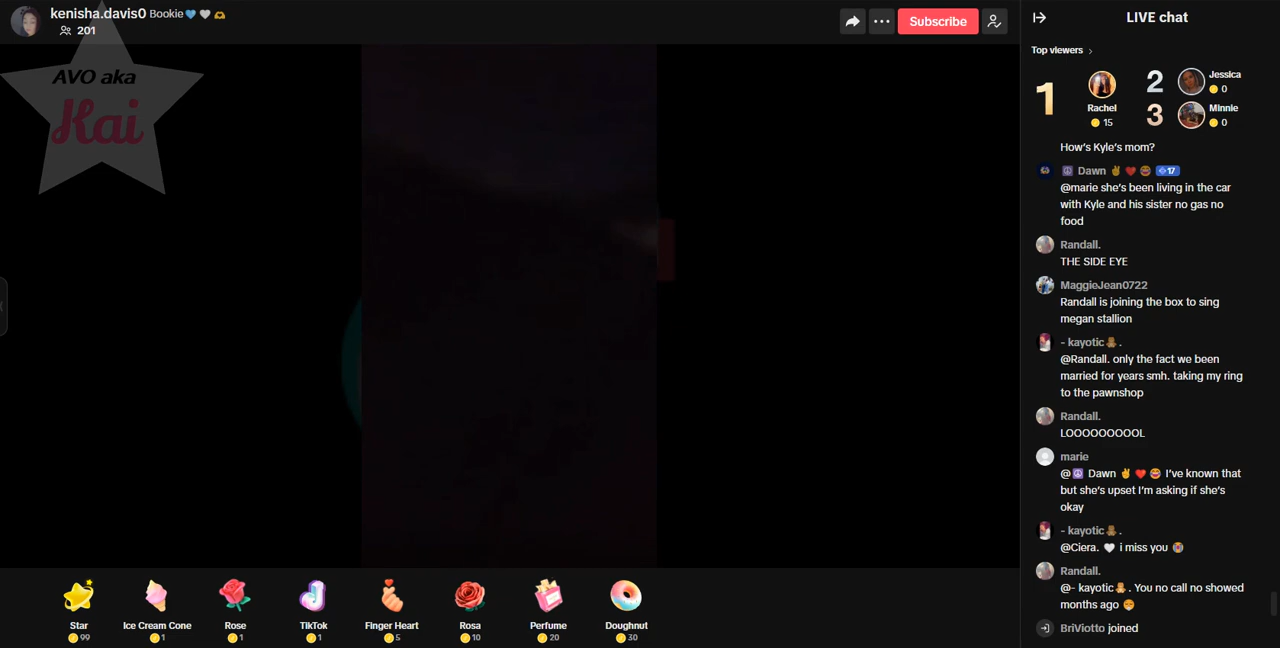 kenisha.davis0 Bookie💙🤍🫶
201
Subscribe
AVO aka
Kai
LIVE chat
Top viewers
1
Rachel
15
2
Jessica
0
3
Minnie
0
How's Kyle's mom?
☮️ Dawn ✌️❤️😂 17
@marie she's been living in the car
with Kyle and his sister no gas no
food
Randall.
THE SIDE EYE
MaggieJean0722
Randall is joining the box to sing
megan stallion
- kayotic🧸.
@Randall. only the fact we been
married for years smh. taking my ring
to the pawnshop
Randall.
LOOOOOOOOOL
marie
@☮️ Dawn ✌️❤️😂 I've known that
but she's upset I'm asking if she's
okay
- kayotic🧸.
@Ciera. 🤍 i miss you 😭
Randall.
@- kayotic🧸. You no call no showed
months ago 😁
BriViotto joined
Star
99
Ice Cream Cone
1
Rose
1
TikTok
1
Finger Heart
5
Rosa
10
Perfume
20
Doughnut
30